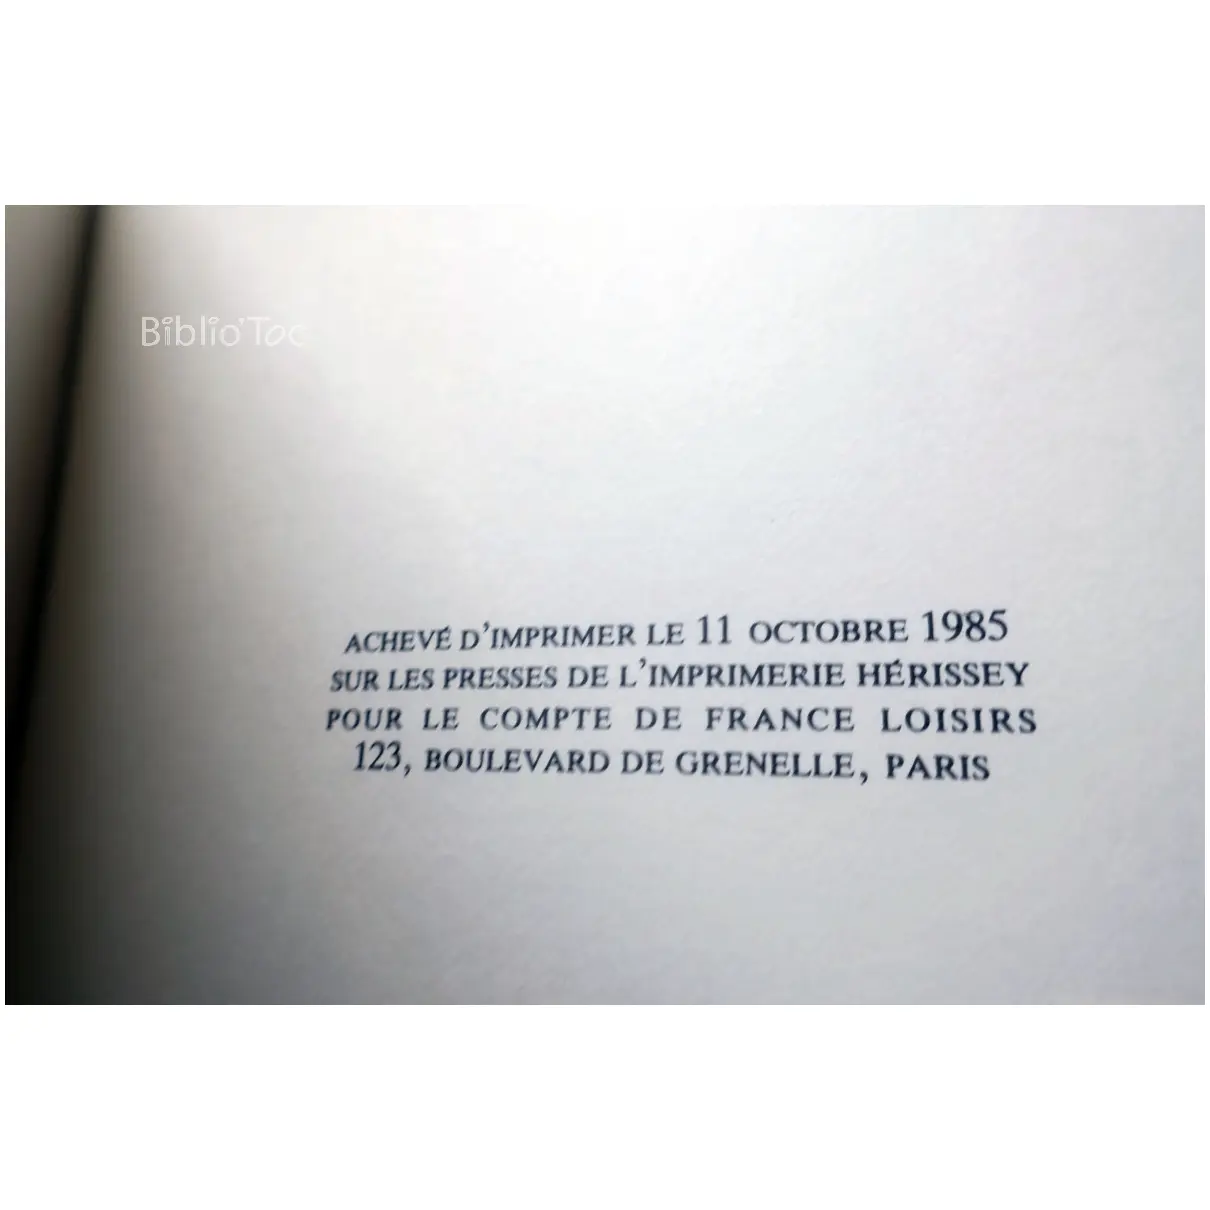 Biblio'Toc
ACHEVÉ D'IMPRIMER LE 11 OCTOBRE 1985
SUR LES PRESSES DE L'IMPRIMERIE HÉRISSEY
POUR LE COMPTE DE FRANCE LOISIRS
123, BOULEVARD DE GRENELLE, PARIS